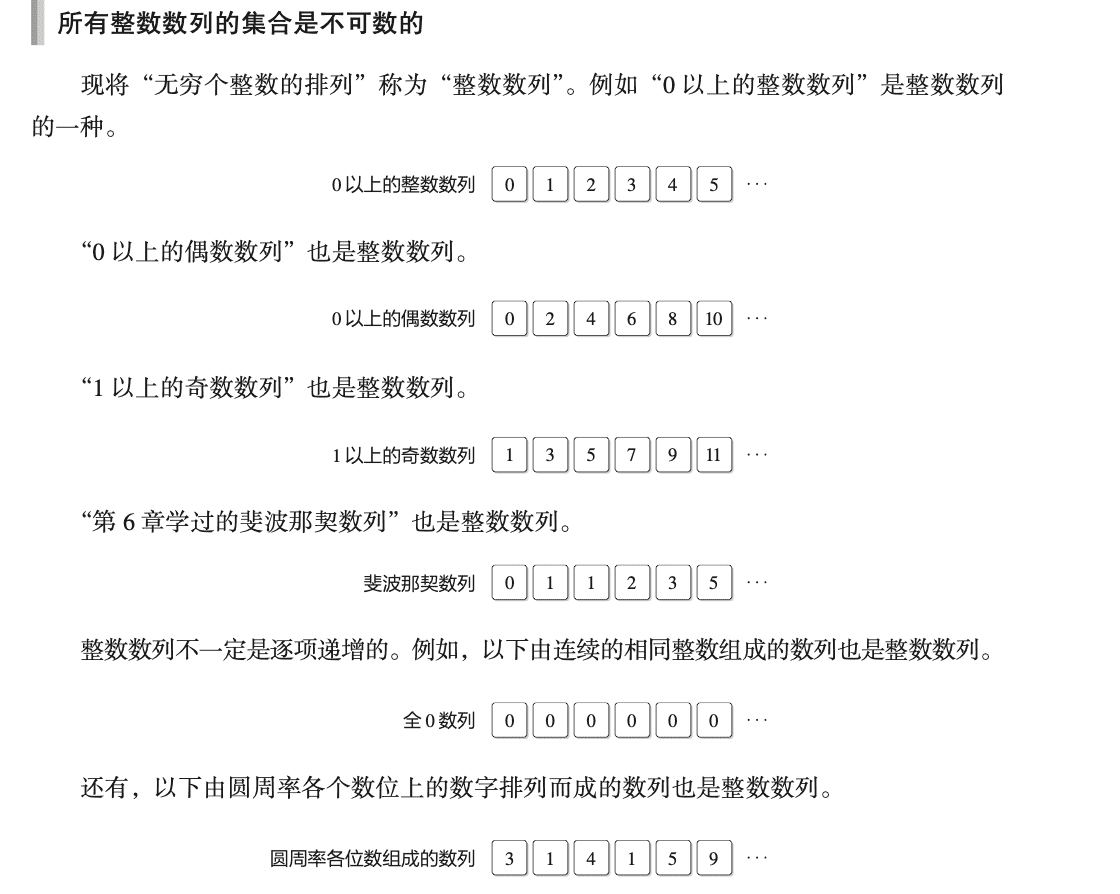 所有整数数列的集合是不可数的
现将“无穷个整数的排列”称为“整数数列”。例如“0 以上的整数数列”是整数数列
的一种。
0 以上的整数数列 0 1 2 3 4 5 ···
“0 以上的偶数数列”也是整数数列。
0 以上的偶数数列 0 2 4 6 8 10 ···
“1 以上的奇数数列”也是整数数列。
1 以上的奇数数列 1 3 5 7 9 11 ···
“第 6 章学过的斐波那契数列”也是整数数列。
斐波那契数列 0 1 1 2 3 5 ···
整数数列不一定是逐项递增的。例如，以下由连续的相同整数组成的数列也是整数数列。
全 0 数列 0 0 0 0 0 0 ···
还有，以下由圆周率各个数位上的数字排列而成的数列也是整数数列。
圆周率各位数组成的数列 3 1 4 1 5 9 ···